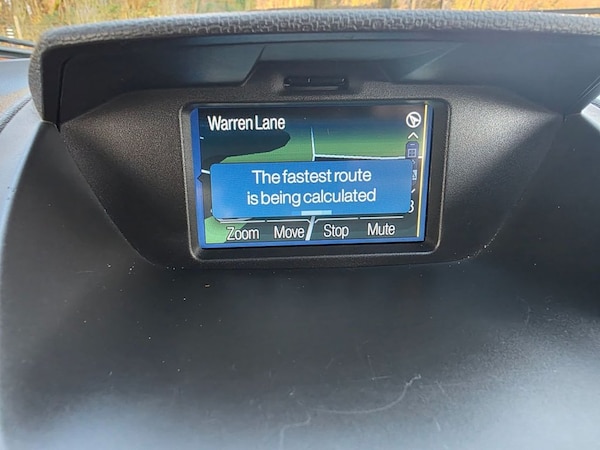 Warren Lane
The fastest route
is being calculated
Zoom Move Stop Mute